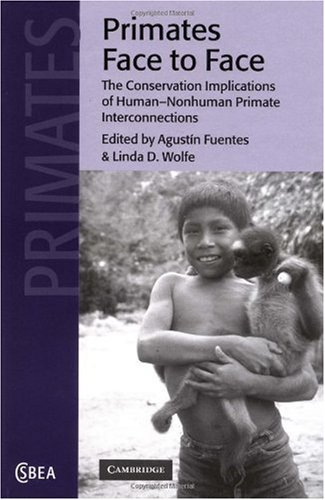 PRIMATES
Primates
Face to Face
The Conservation Implications
of Human–Nonhuman Primate
Interconnections
Edited by Agustín Fuentes
& Linda D. Wolfe
CSBEA
CAMBRIDGE